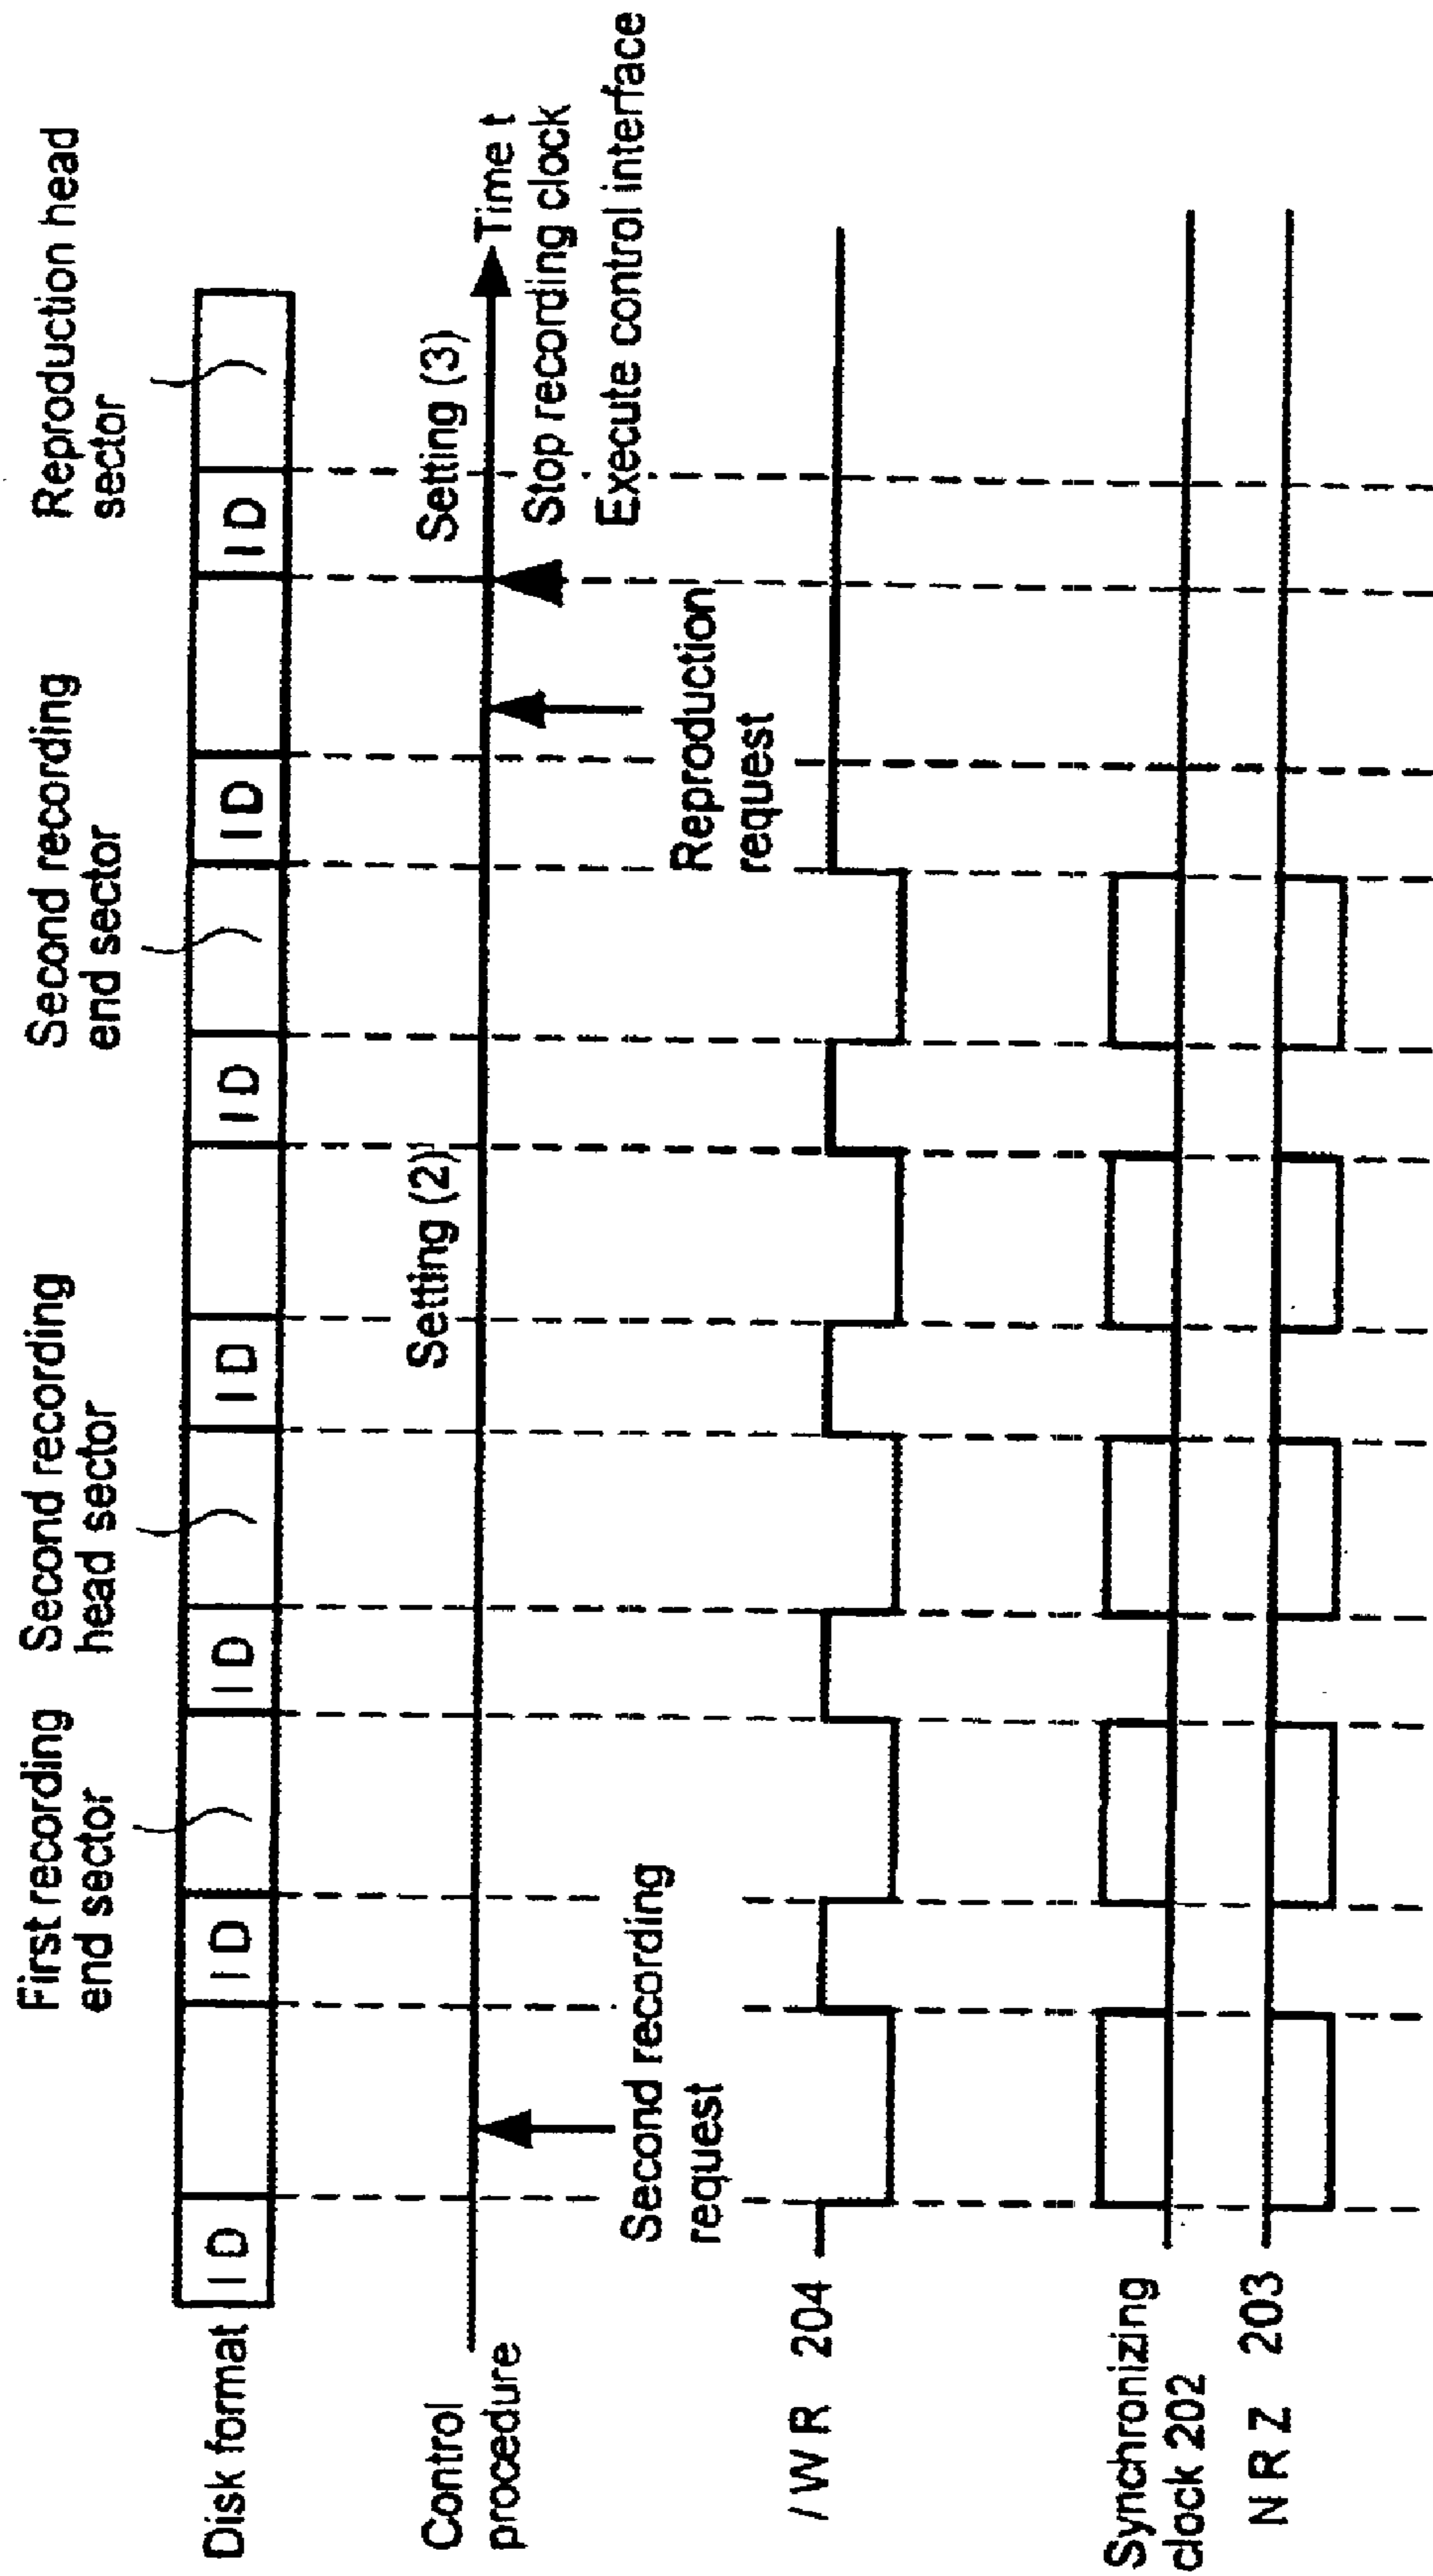 First recording
end sector
Second recording
head sector
Second recording
end sector
Reproduction head
sector
Disk format
ID
ID
ID
ID
ID
ID
ID
ID
Control
procedure
Setting (2)
Setting (3)
Time t
Stop recording clock
Execute control interface
Second recording
request
Reproduction
request
/WR 204
Synchronizing
clock 202
NRZ 203